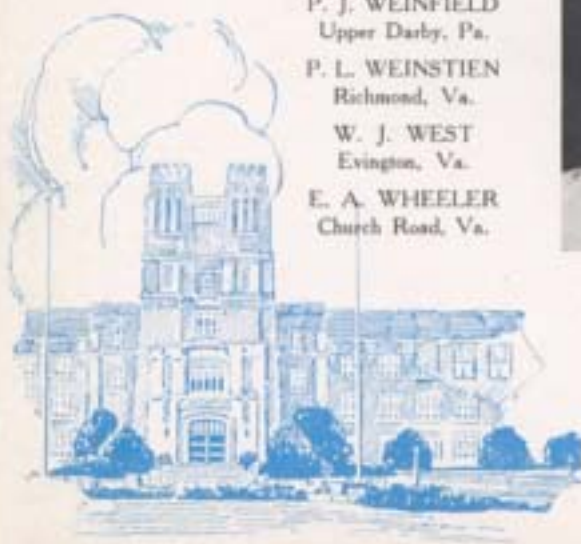 P. J. WEINFIELD
Upper Darby, Pa.
P. L. WEINSTIEN
Richmond, Va.
W. J. WEST
Evington, Va.
E. A. WHEELER
Church Road, Va.